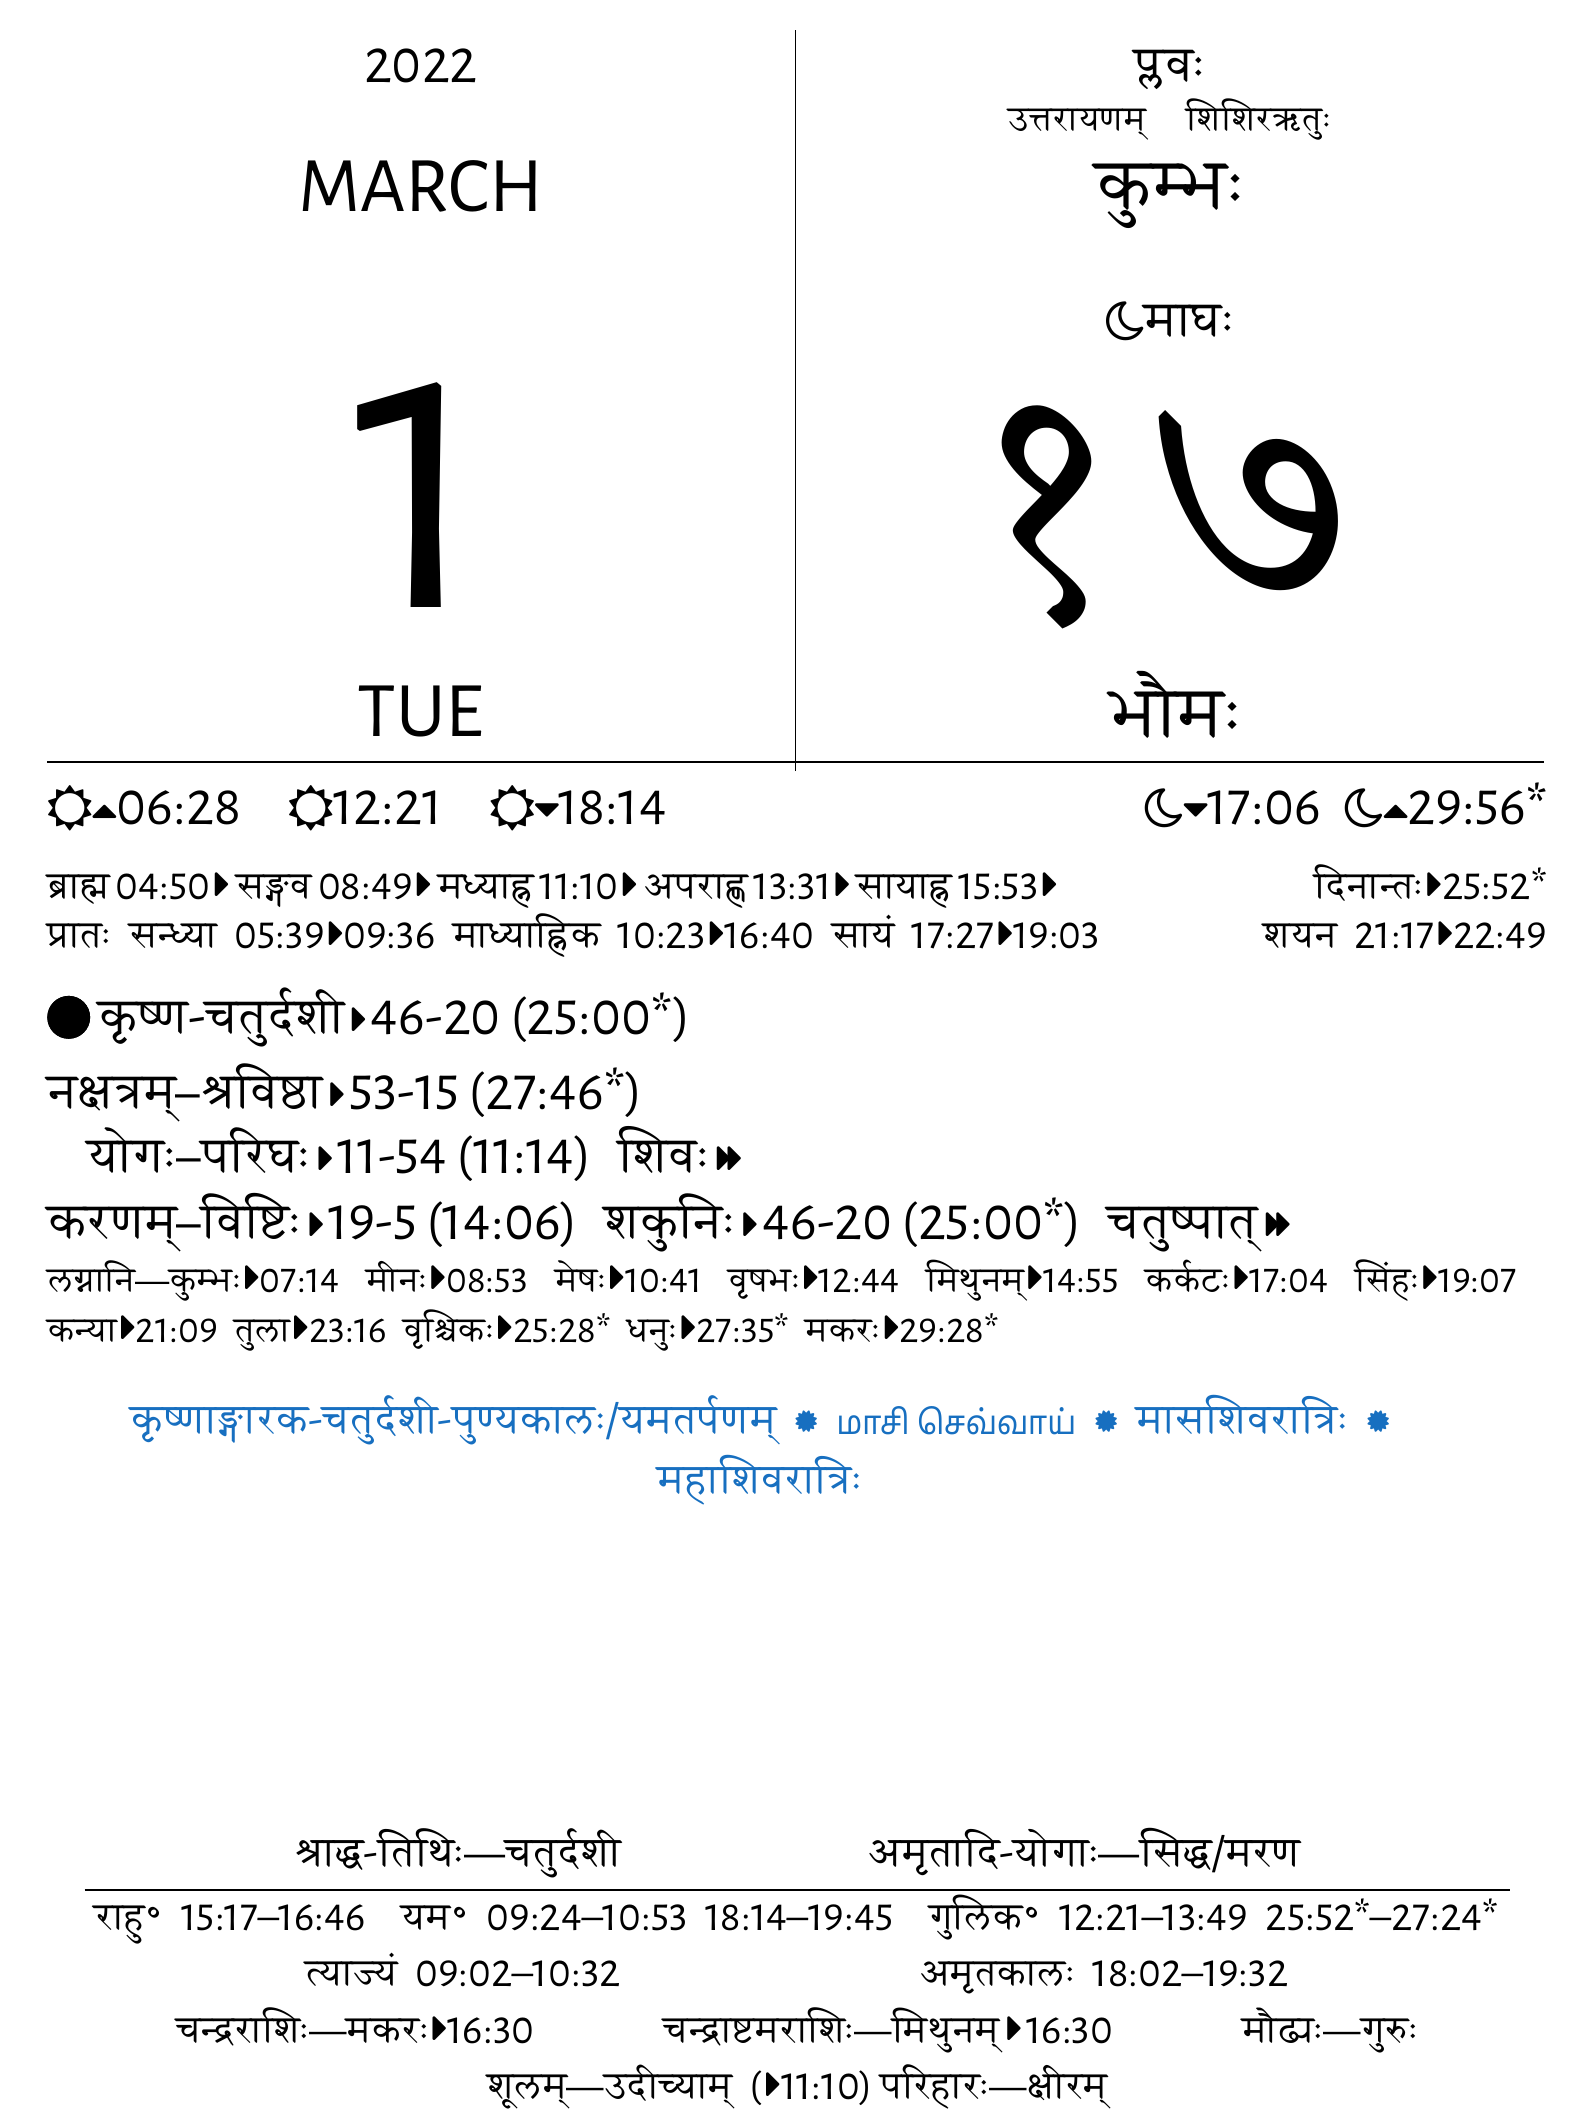 2022
MARCH
1
TUE
प्लवः
उत्तरायणम् शिशिरऋतुः
कुम्भः
माघः
१७
भौमः
06:28 12:21 18:14 17:06 29:56*
ब्राह्म 04:50 सङ्गव 08:49 मध्याह्न 11:10 अपराह्ण 13:31 सायाह्न 15:53 दिनान्तः 25:52*
प्रातः सन्ध्या 05:39 09:36 माध्याह्निक 10:23 16:40 सायं 17:27 19:03 शयन 21:17 22:49
कृष्ण-चतुर्दशी 46-20 (25:00*)
नक्षत्रम्–श्रविष्ठा 53-15 (27:46*)
योगः–परिघः 11-54 (11:14) शिवः
करणम्–विष्टिः 19-5 (14:06) शकुनिः 46-20 (25:00*) चतुष्पात्
लग्नानि—कुम्भः 07:14 मीनः 08:53 मेषः 10:41 वृषभः 12:44 मिथुनम् 14:55 कर्कटः 17:04 सिंहः 19:07
कन्या 21:09 तुला 23:16 वृश्चिकः 25:28* धनुः 27:35* मकरः 29:28*
कृष्णाङ्गारक-चतुर्दशी-पुण्यकालः/यमतर्पणम् மாசி செவ்வாய் मासशिवरात्रिः
महाशिवरात्रिः
श्राद्ध-तिथिः—चतुर्दशी अमृतादि-योगाः—सिद्ध/मरण
राहु॰ 15:17–16:46 यम॰ 09:24–10:53 18:14–19:45 गुलिक॰ 12:21–13:49 25:52*–27:24*
त्याज्यं 09:02–10:32 अमृतकालः 18:02–19:32
चन्द्रराशिः—मकरः 16:30 चन्द्राष्टमराशिः—मिथुनम् 16:30 मौढ्यः—गुरुः
शूलम्—उदीच्याम् (11:10) परिहारः—क्षीरम्